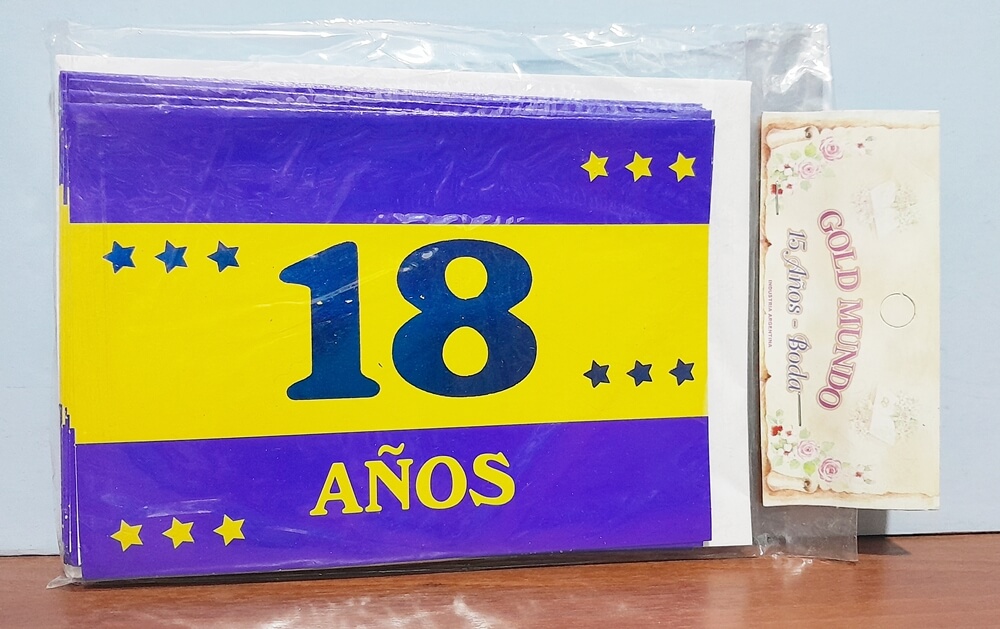 18
AÑOS
GOLD MUNDO
15 Años - Boda
INDUSTRIA ARGENTINA